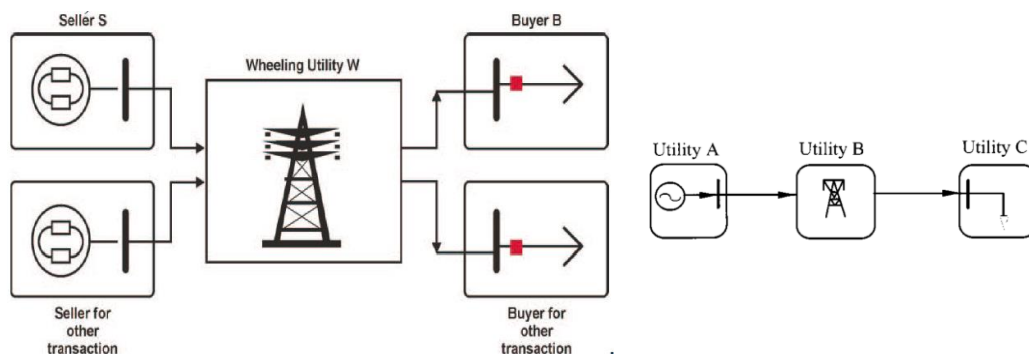 Seller S
Buyer B
Wheeling Utility W
Utility A
Utility B
Utility C
Seller for
other
transaction
Buyer for
other
transaction
.